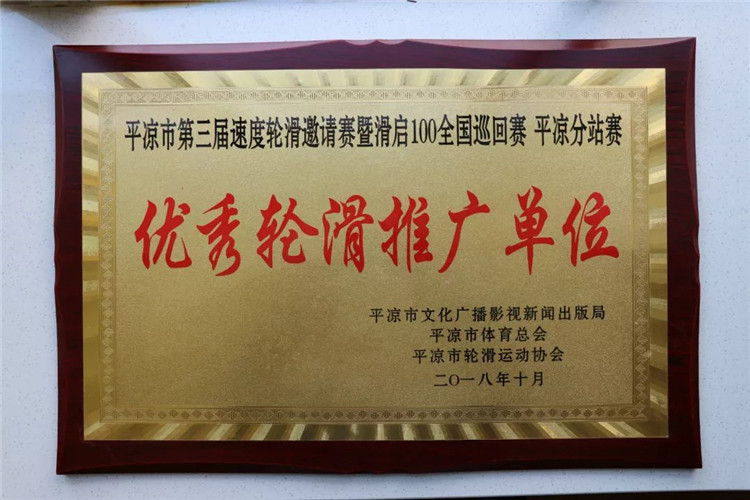 平凉市第三届速度轮滑邀请赛暨滑启100全国巡回赛 平凉分站赛
优秀轮滑推广单位
平凉市文化广播影视新闻出版局
平凉市体育总会
平凉市轮滑运动协会
二〇一八年十月